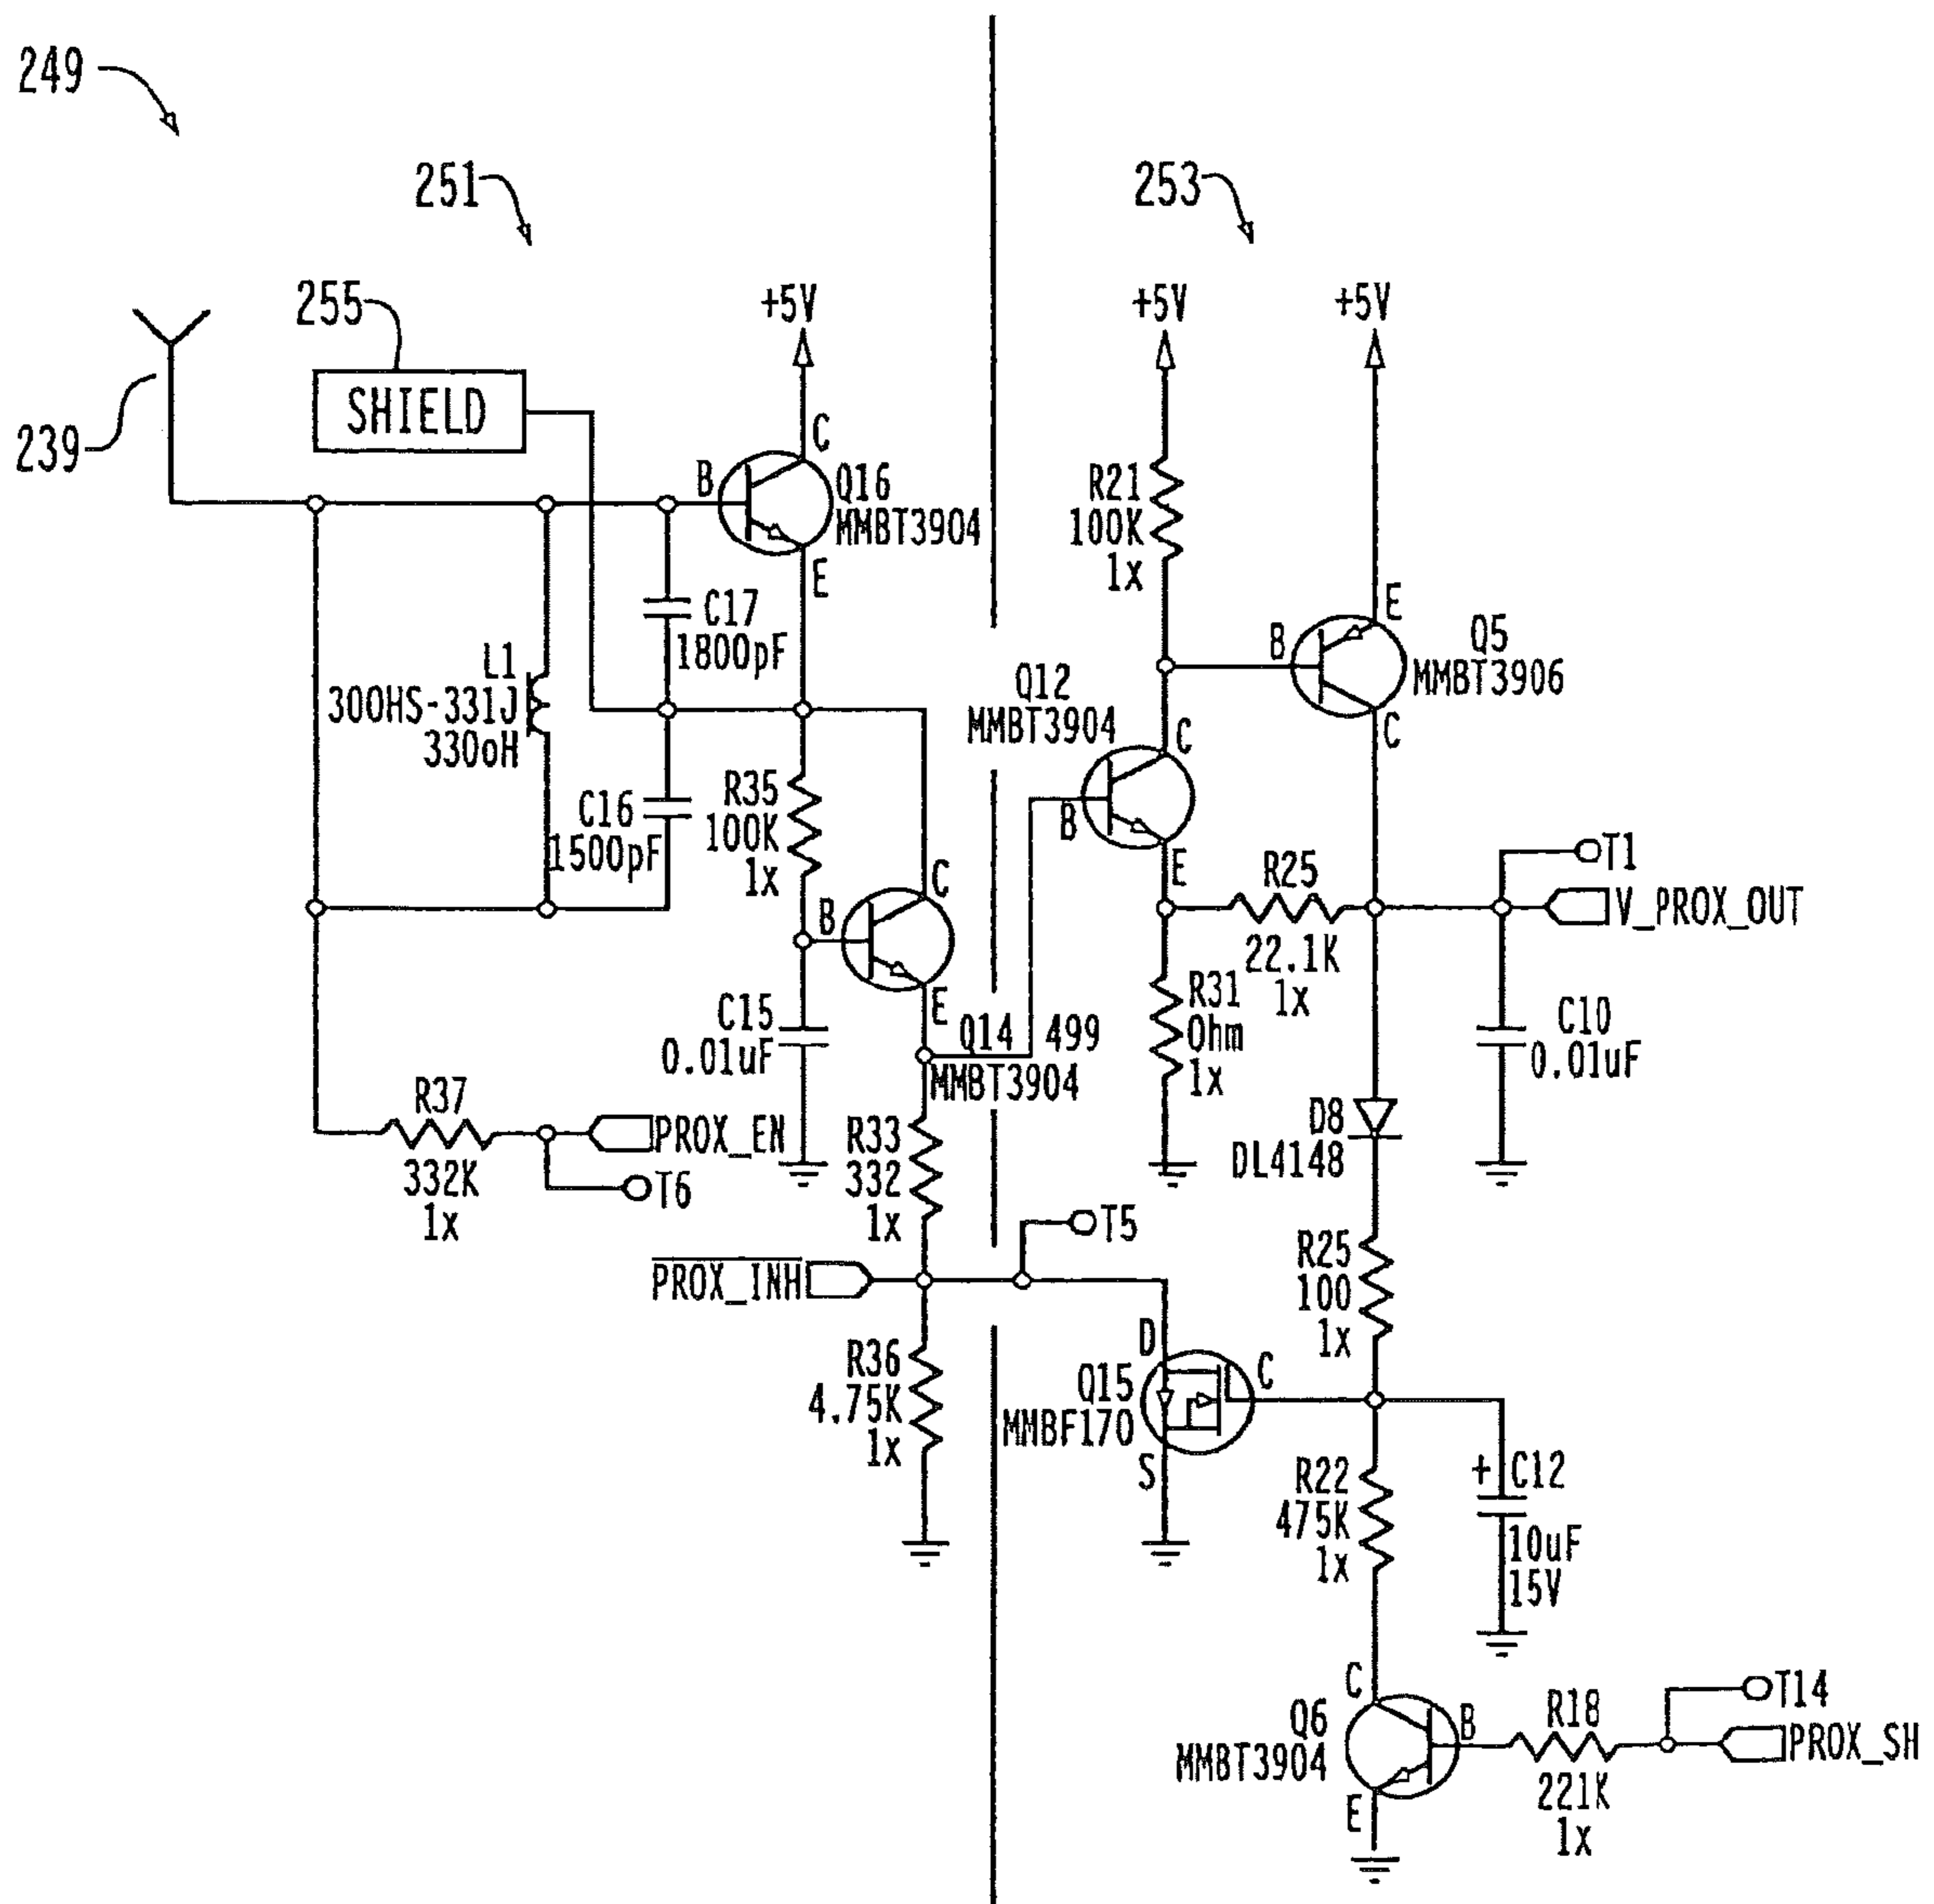 249
251
253
255
239
SHIELD
+5V
+5V
+5V
C
B
Q16
MMBT3904
E
C17
1800pF
L1
300HS-331J
330oH
C16
1500pF
R35
100K
1x
C
B
E
Q14 499
MMBT3904
C15
0.01uF
R37
332K
1x
PROX_EN
T6
R33
332
1x
PROX_INH
T5
R36
4.75K
1x
R21
100K
1x
Q12
MMBT3904
C
B
E
E
B
Q5
MMBT3906
C
R25
22.1K
1x
T1
V_PROX_OUT
R31
Ohm
1x
C10
0.01uF
D8
DL4148
R25
100
1x
D
Q15
MMBF170
C
S
R22
475K
1x
+ C12
10uF
15V
C
Q6
MMBT3904
B
E
R18
221K
1x
T14
PROX_SH